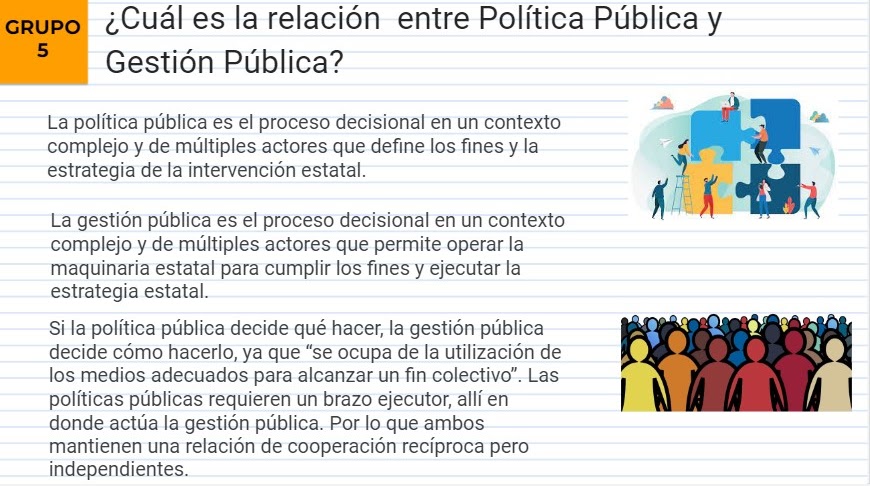 GRUPO
5
¿Cuál es la relación  entre Política Pública y
Gestión Pública?
La política pública es el proceso decisional en un contexto
complejo y de múltiples actores que define los fines y la
estrategia de la intervención estatal.
La gestión pública es el proceso decisional en un contexto
complejo y de múltiples actores que permite operar la
maquinaria estatal para cumplir los fines y ejecutar la
estrategia estatal.
Si la política pública decide qué hacer, la gestión pública
decide cómo hacerlo, ya que “se ocupa de la utilización de
los medios adecuados para alcanzar un fin colectivo”. Las
políticas públicas requieren un brazo ejecutor, allí en
donde actúa la gestión pública. Por lo que ambos
mantienen una relación de cooperación recíproca pero
independientes.